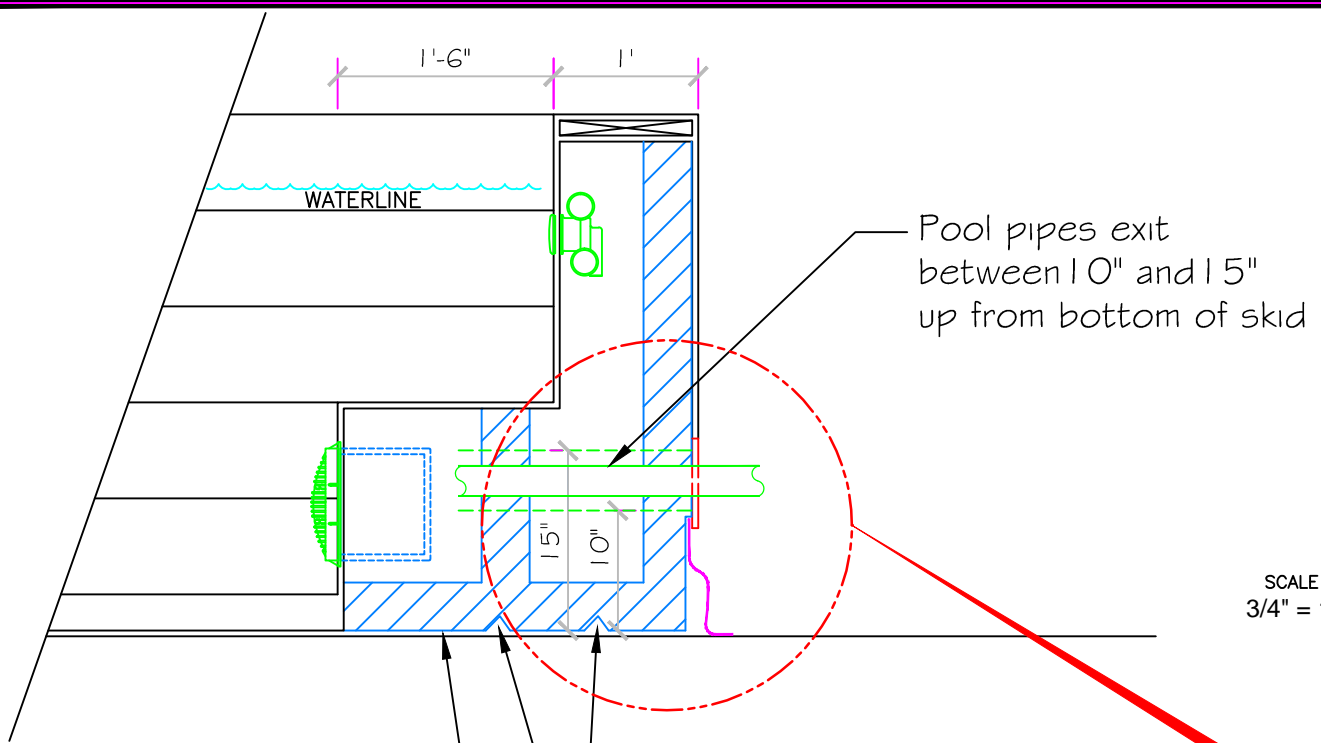 1'-6"
1'
WATERLINE
Pool pipes exit
between 10" and 15"
up from bottom of skid
15"
10"
SCALE
3/4" =